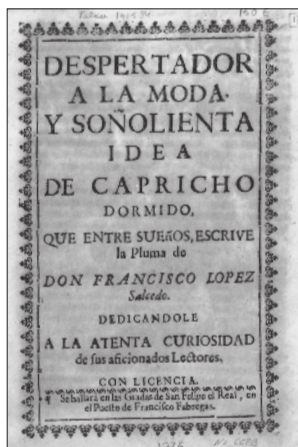 DESPERTADOR
A LA MODA.
Y SOÑOLIENTA
IDEA
DE CAPRICHO
DORMIDO,
QUE ENTRE SUEÑOS, ESCRIVE
la Pluma de
DON FRANCISCO LOPEZ
Salcedo.
DEDICANDOLE
A LA ATENTA CURIOSIDAD
de sus aficionados Lectores.
CON LICENCIA.
Se hallará en las Gradas de San Felipe el Real, en
el Puesto de Francisco Fabregas.